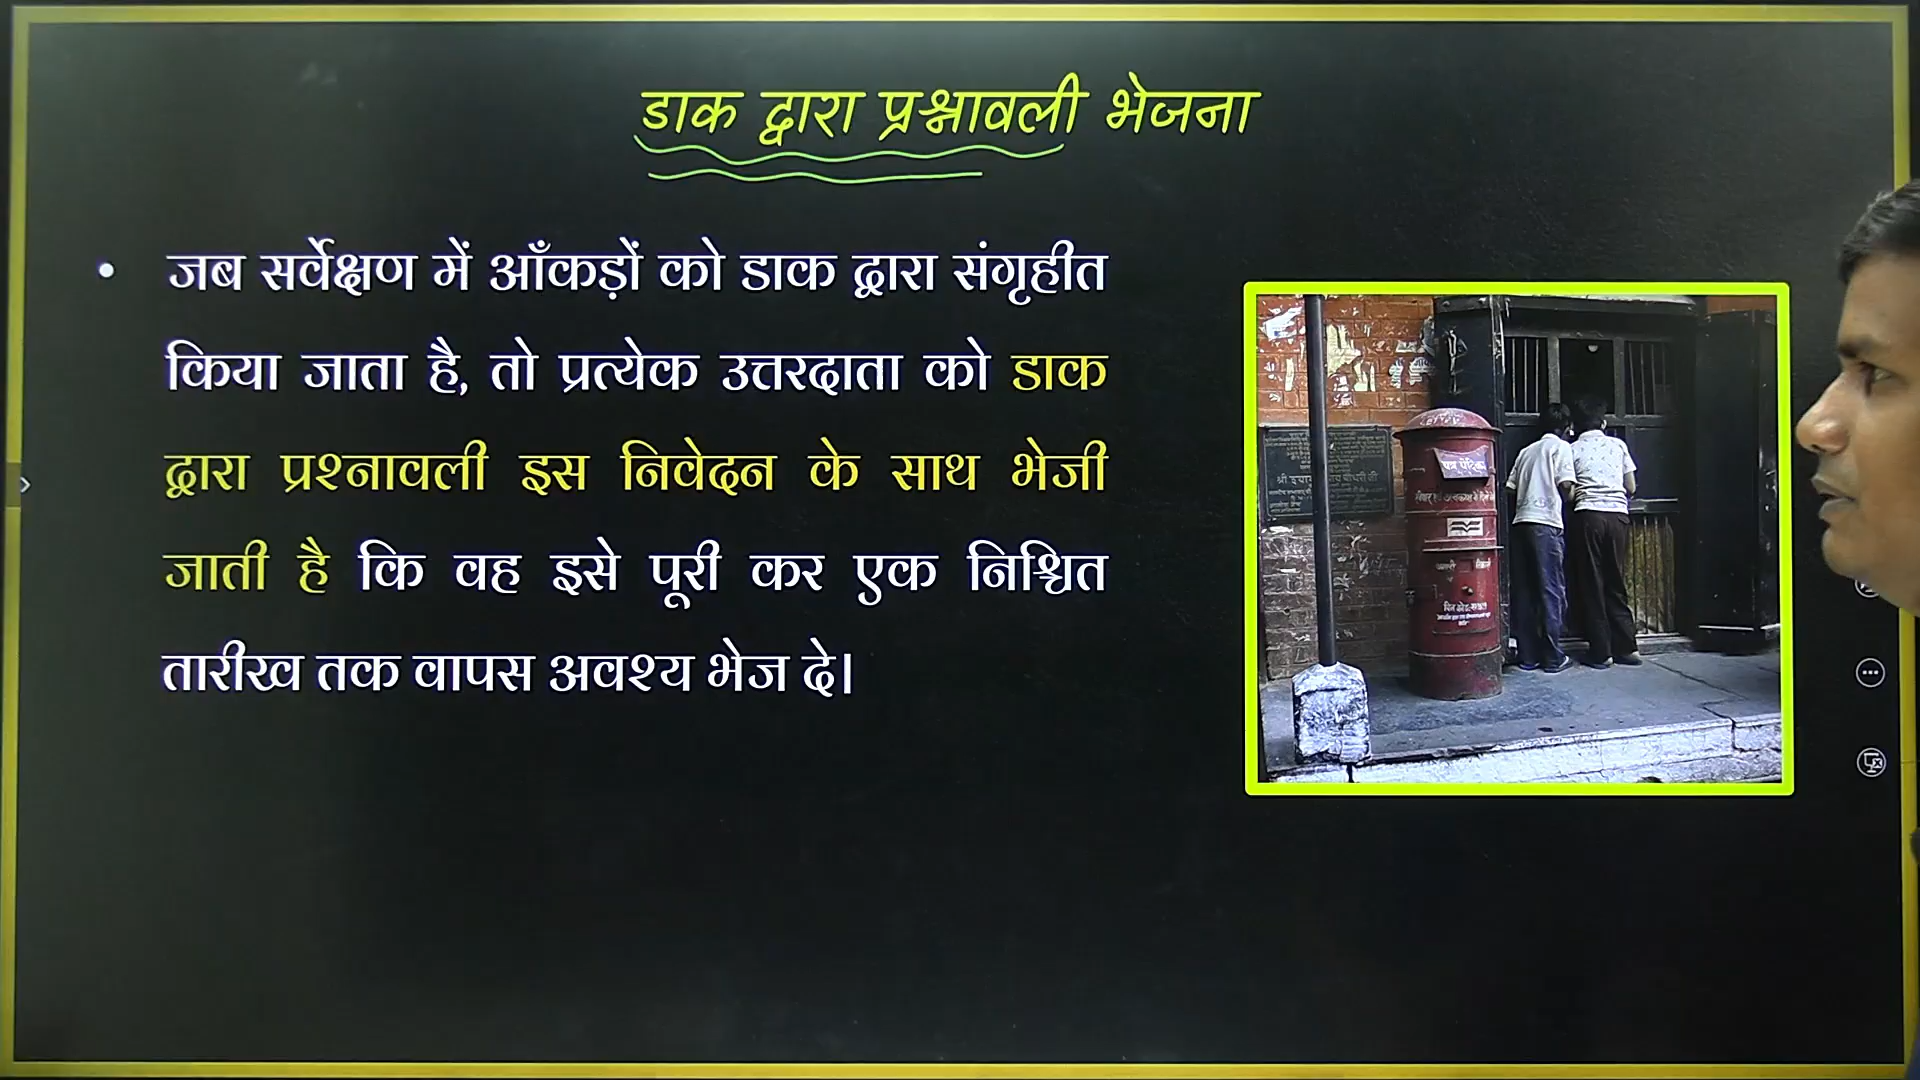 डाक द्वारा प्रश्नावली भेजना
• जब सर्वेक्षण में आँकड़ों को डाक द्वारा संगृहीत
किया जाता है, तो प्रत्येक उत्तरदाता को डाक
द्वारा प्रश्नावली इस निवेदन के साथ भेजी
जाती है कि वह इसे पूरी कर एक निश्चित
तारीख तक वापस अवश्य भेज दे।
पत्र पेटिका